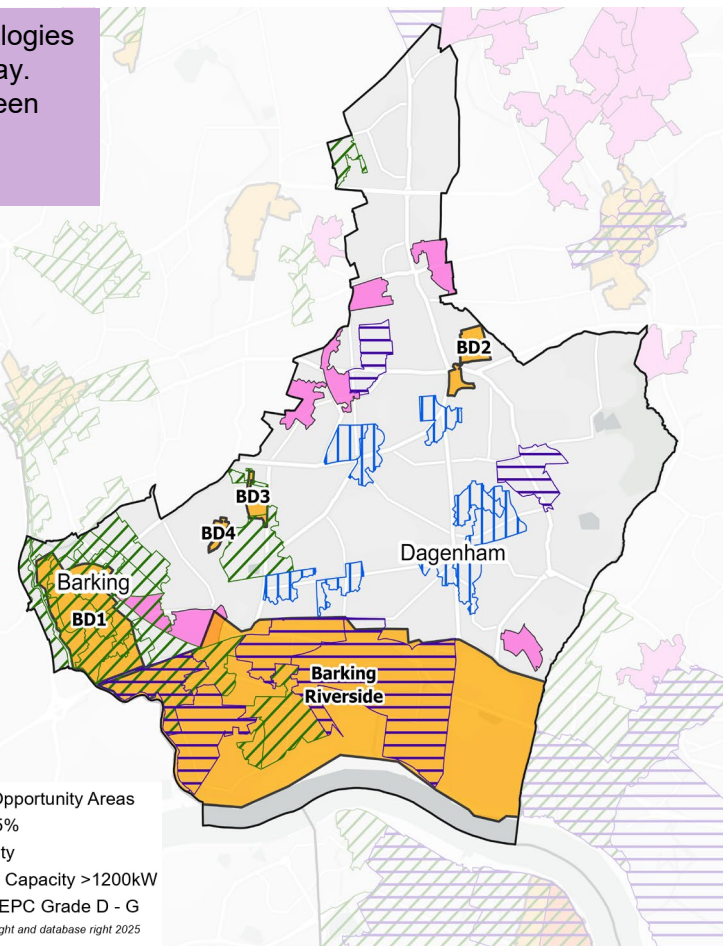 ologies
ay.
een
BD2
BD3
BD4
Dagenham
Barking
BD1
Barking
Riverside
Opportunity Areas
5%
ty
Capacity >1200kW
EPC Grade D - G
ght and database right 2025